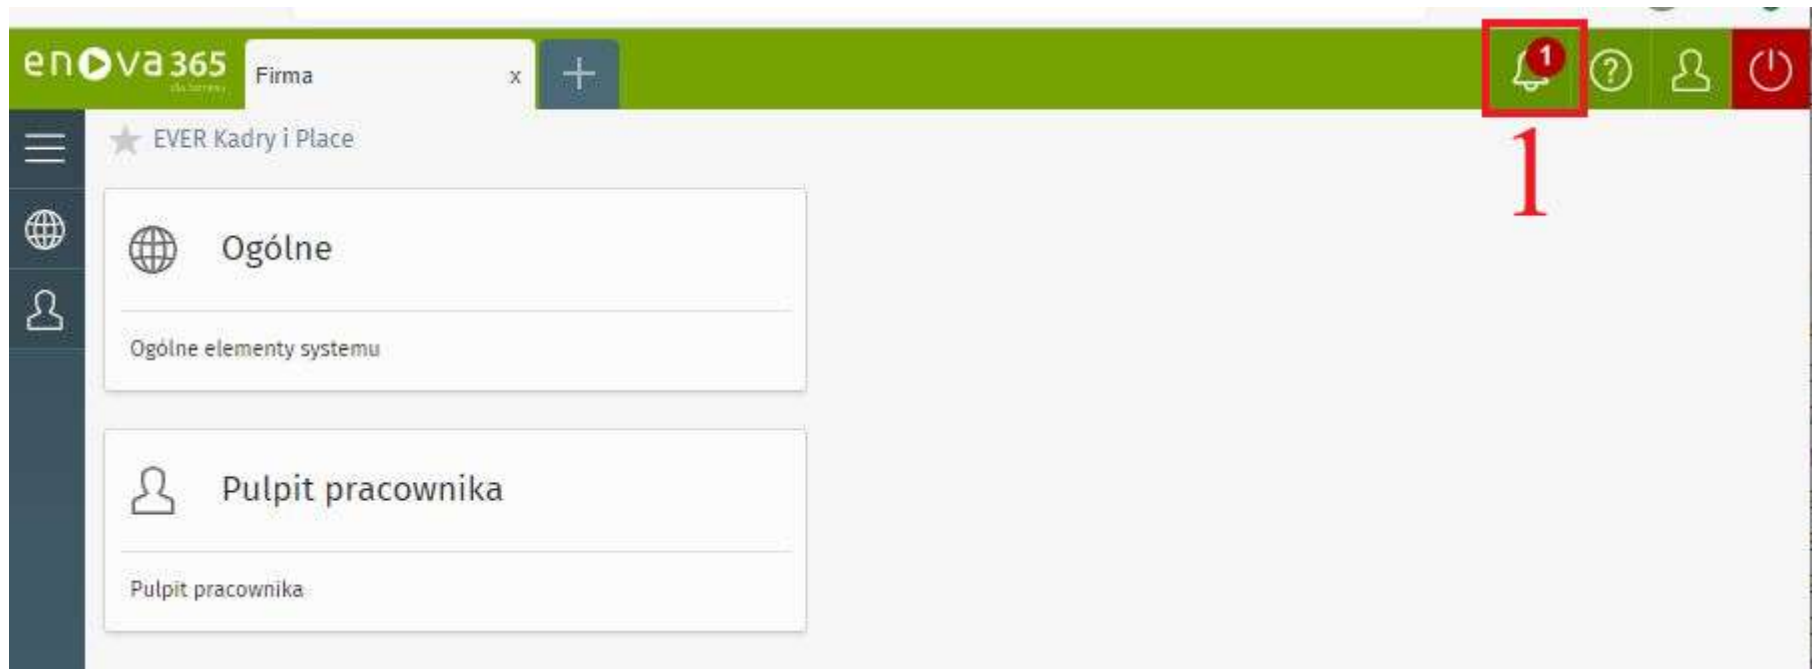 enova365
Firma x
1
EVER Kadry i Place
1
Ogólne
Ogólne elementy systemu
Pulpit pracownika
Pulpit pracownika